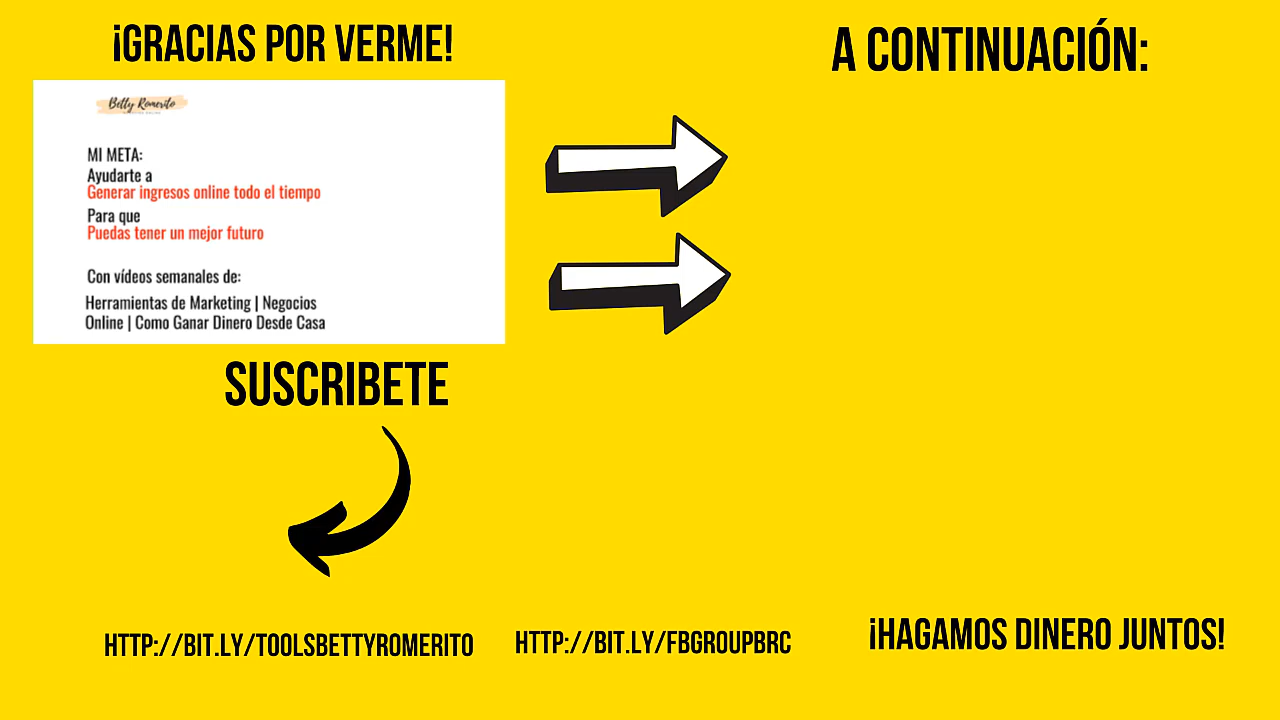 ¡GRACIAS POR VERME!
A CONTINUACIÓN:
Betty Romerito
MI META:
Ayudarte a
Generar ingresos online todo el tiempo
Para que
Puedas tener un mejor futuro
Con vídeos semanales de:
Herramientas de Marketing | Negocios
Online | Como Ganar Dinero Desde Casa
SUSCRIBETE
HTTP://BIT.LY/TOOLSBETTYROMERITO
HTTP://BIT.LY/FBGROUPBRC
¡HAGAMOS DINERO JUNTOS!